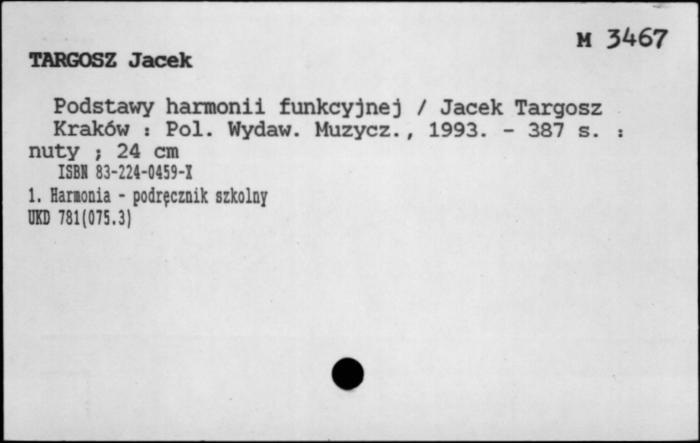 M 3467
TARGOSZ Jacek
Podstawy harmonii funkcyjnej / Jacek Targosz
Kraków : Pol. Wydaw. Muzycz., 1993. - 387 s. :
nuty ; 24 cm
ISBN 83-224-0459-X
1. Harmonia - podręcznik szkolny
UKD 781(075.3)